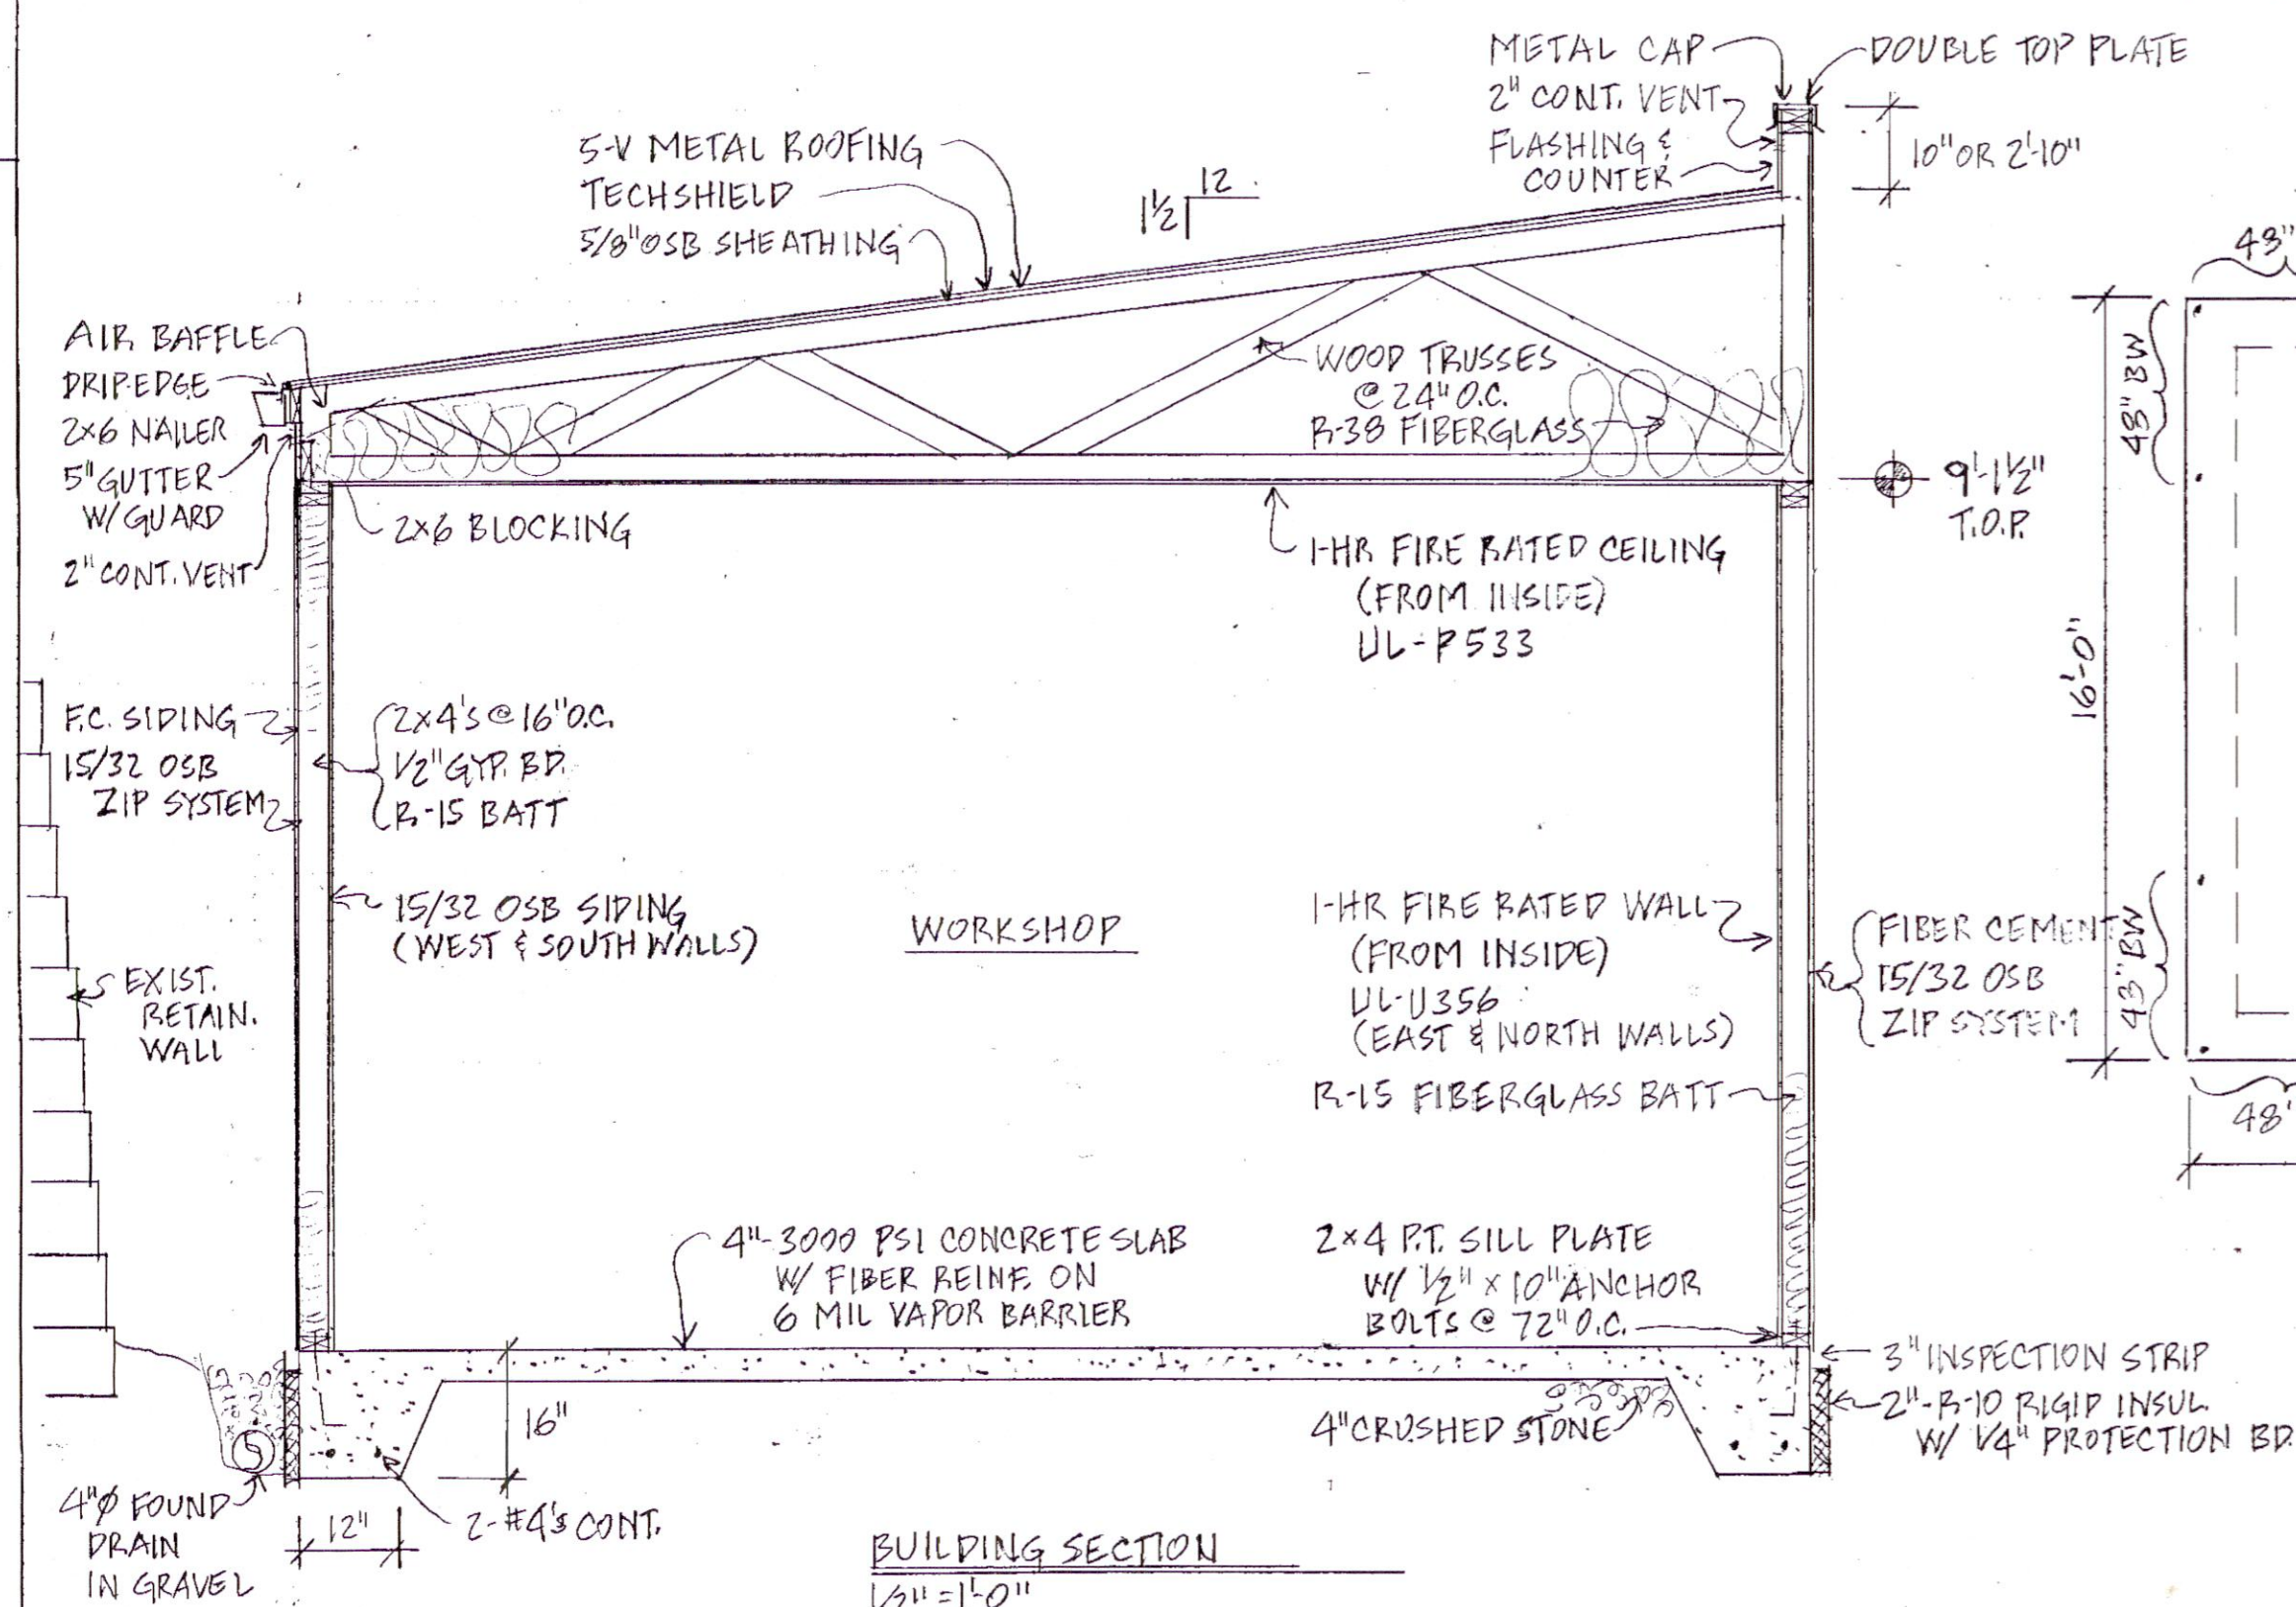 METAL CAP
DOUBLE TOP PLATE
2" CONT. VENT
FLASHING &
COUNTER
10" OR 2'-10"
5-V METAL ROOFING
TECHSHIELD
5/8" OSB SHEATHING
12
1½
AIR BAFFLE
DRIP EDGE
2x6 NAILER
5" GUTTER
W/ GUARD
2" CONT. VENT
2x6 BLOCKING
WOOD TRUSSES
@ 24" O.C.
R-38 FIBERGLASS
9'-1½"
T.O.P.
1-HR FIRE RATED CEILING
(FROM INSIDE)
UL-P533
F.C. SIDING
15/32 OSB
ZIP SYSTEM
2x4's @ 16" O.C.
1/2" GYP. BD.
R-15 BATT
15/32 OSB SIDING
(WEST & SOUTH WALLS)
WORKSHOP
1-HR FIRE RATED WALL
(FROM INSIDE)
UL-U356
(EAST & NORTH WALLS)
FIBER CEMENT
15/32 OSB
ZIP SYSTEM
R-15 FIBERGLASS BATT
EXIST.
RETAIN.
WALL
4"-3000 PSI CONCRETE SLAB
W/ FIBER REINF. ON
6 MIL VAPOR BARRIER
2x4 P.T. SILL PLATE
W/ 1/2" x 10" ANCHOR
BOLTS @ 72" O.C.
3" INSPECTION STRIP
2"-R-10 RIGID INSUL.
W/ 1/4" PROTECTION BD.
4" CRUSHED STONE
16"
12"
2-#4's CONT.
4"ø FOUND
DRAIN
IN GRAVEL
BUILDING SECTION
1/2"=1'-0"
48"
48" BW
16'-0"
43" BW
48"